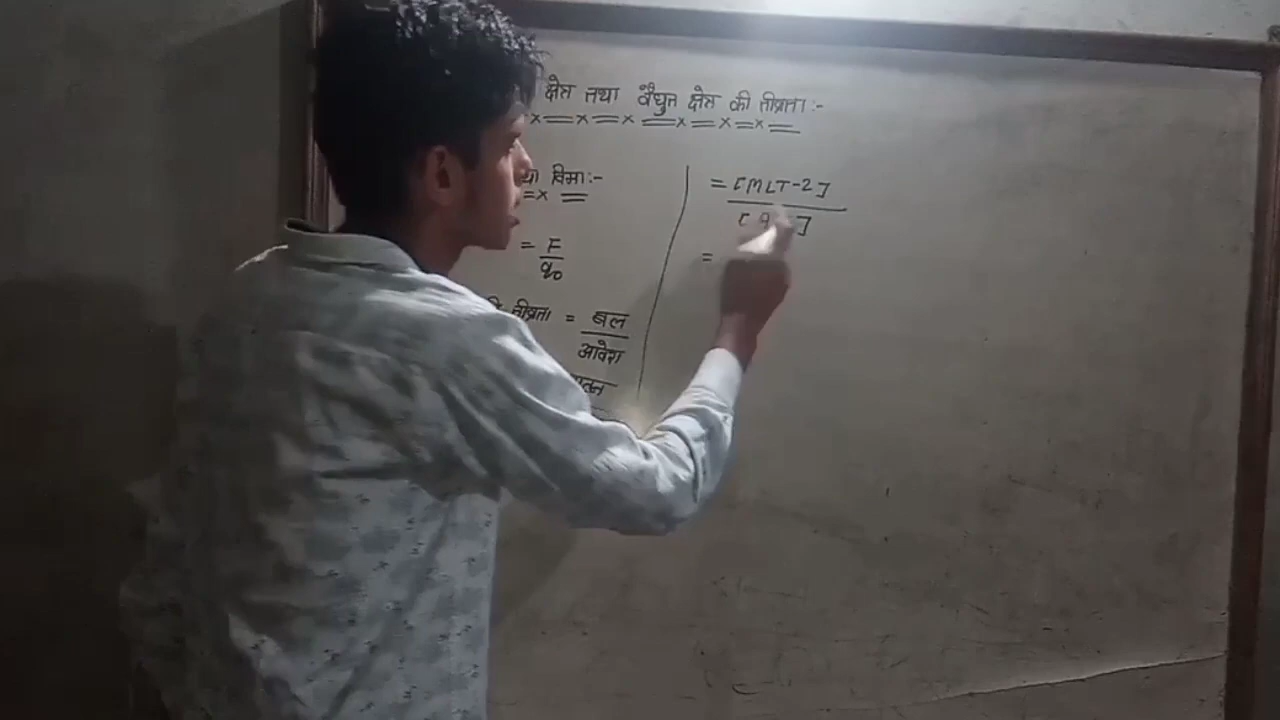 क्षेत्र तथा वैधुत क्षेत्र की तीव्रता :-
विमा:-
= F/q₀
तीव्रता = बल/आवेश
= [MLT-2]
[A ]
=